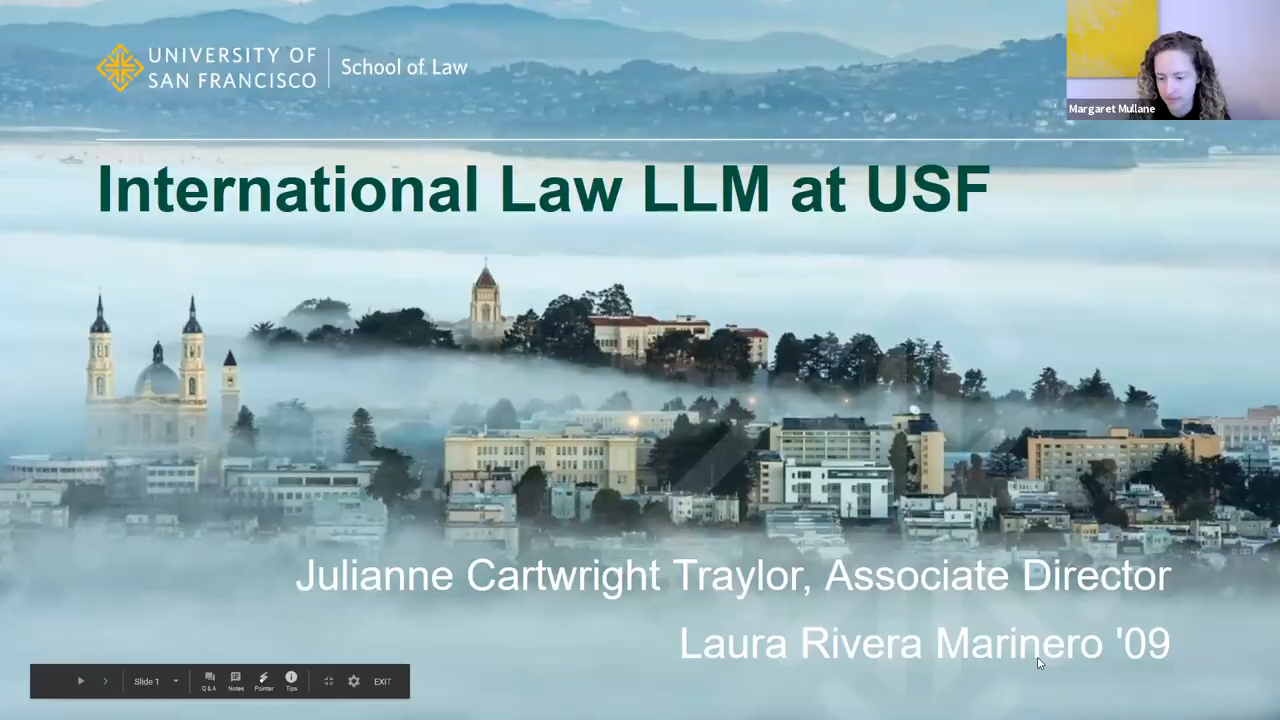 UNIVERSITY OF
SAN FRANCISCO
School of Law
Margaret Mullane
International Law LLM at USF
Julianne Cartwright Traylor, Associate Director
Laura Rivera Marinero '09
Slide 1
Q & A
Notes
Pointer
Tips
EXIT